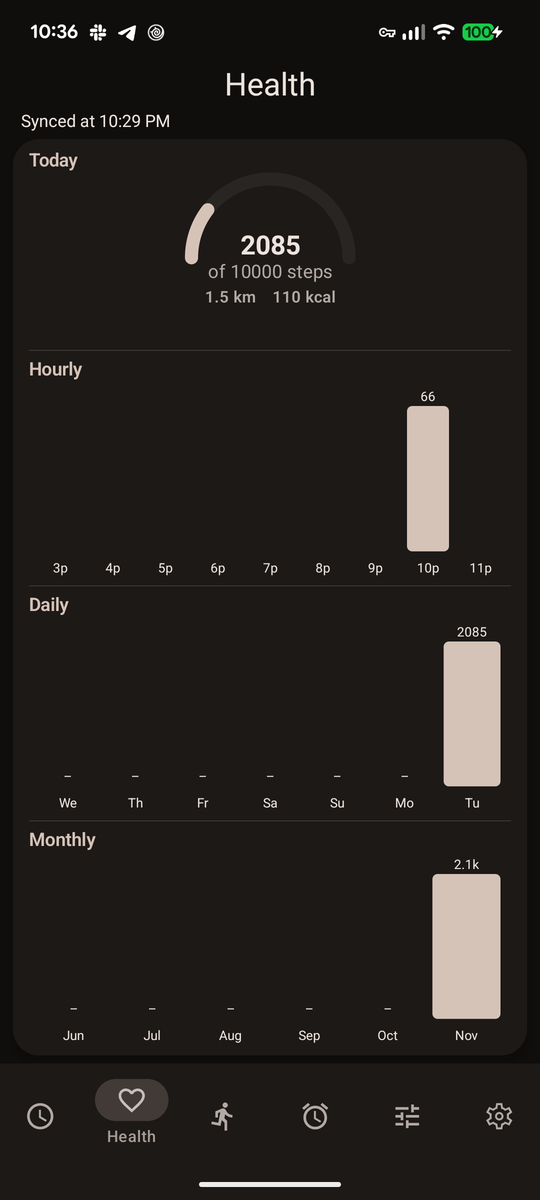 10:36
100
Health
Synced at 10:29 PM
Today
2085
of 10000 steps
1.5 km 110 kcal
Hourly
66
3p 4p 5p 6p 7p 8p 9p 10p 11p
Daily
2085
– – – – – –
We Th Fr Sa Su Mo Tu
Monthly
2.1k
– – – – –
Jun Jul Aug Sep Oct Nov
Health